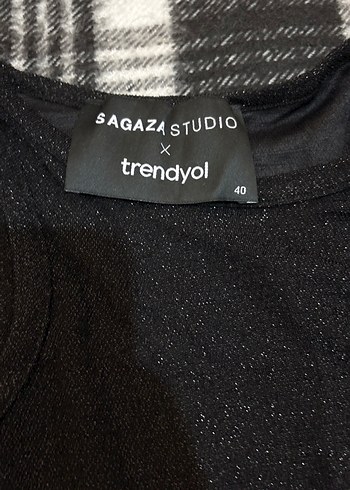 SAGAZA STUDIO
×
trendyol
40